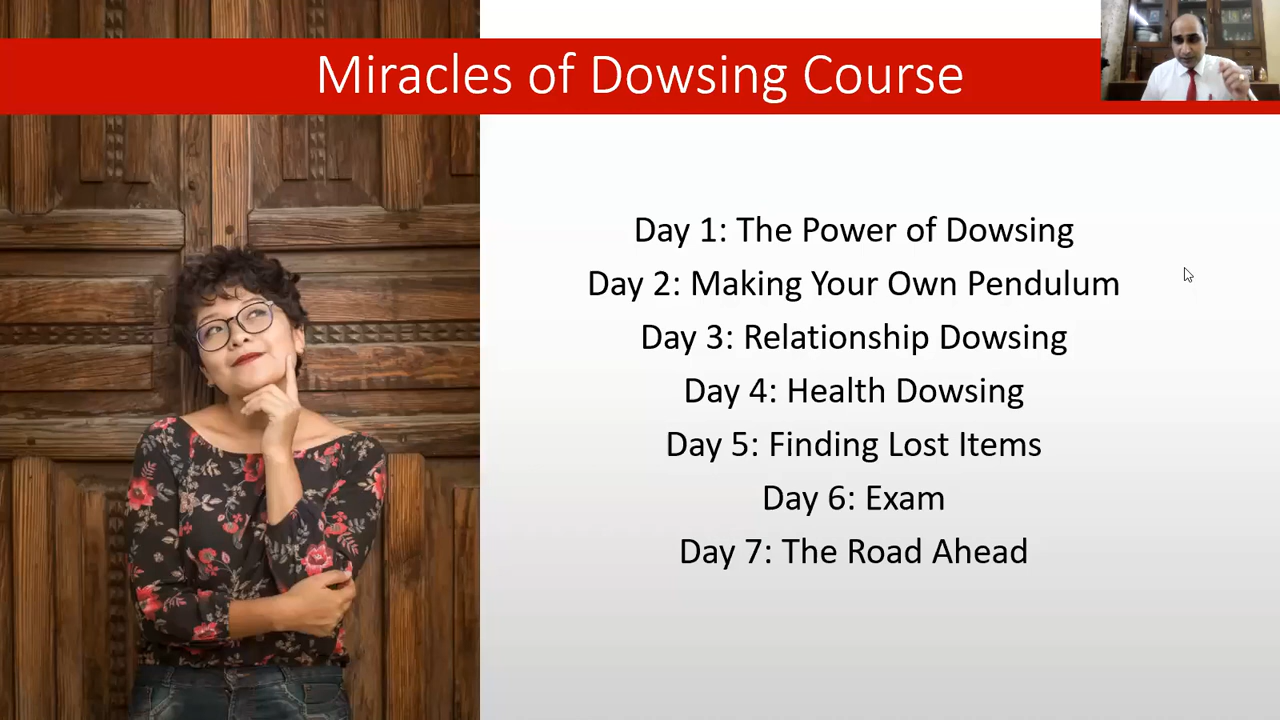 Miracles of Dowsing Course
Day 1: The Power of Dowsing
Day 2: Making Your Own Pendulum
Day 3: Relationship Dowsing
Day 4: Health Dowsing
Day 5: Finding Lost Items
Day 6: Exam
Day 7: The Road Ahead